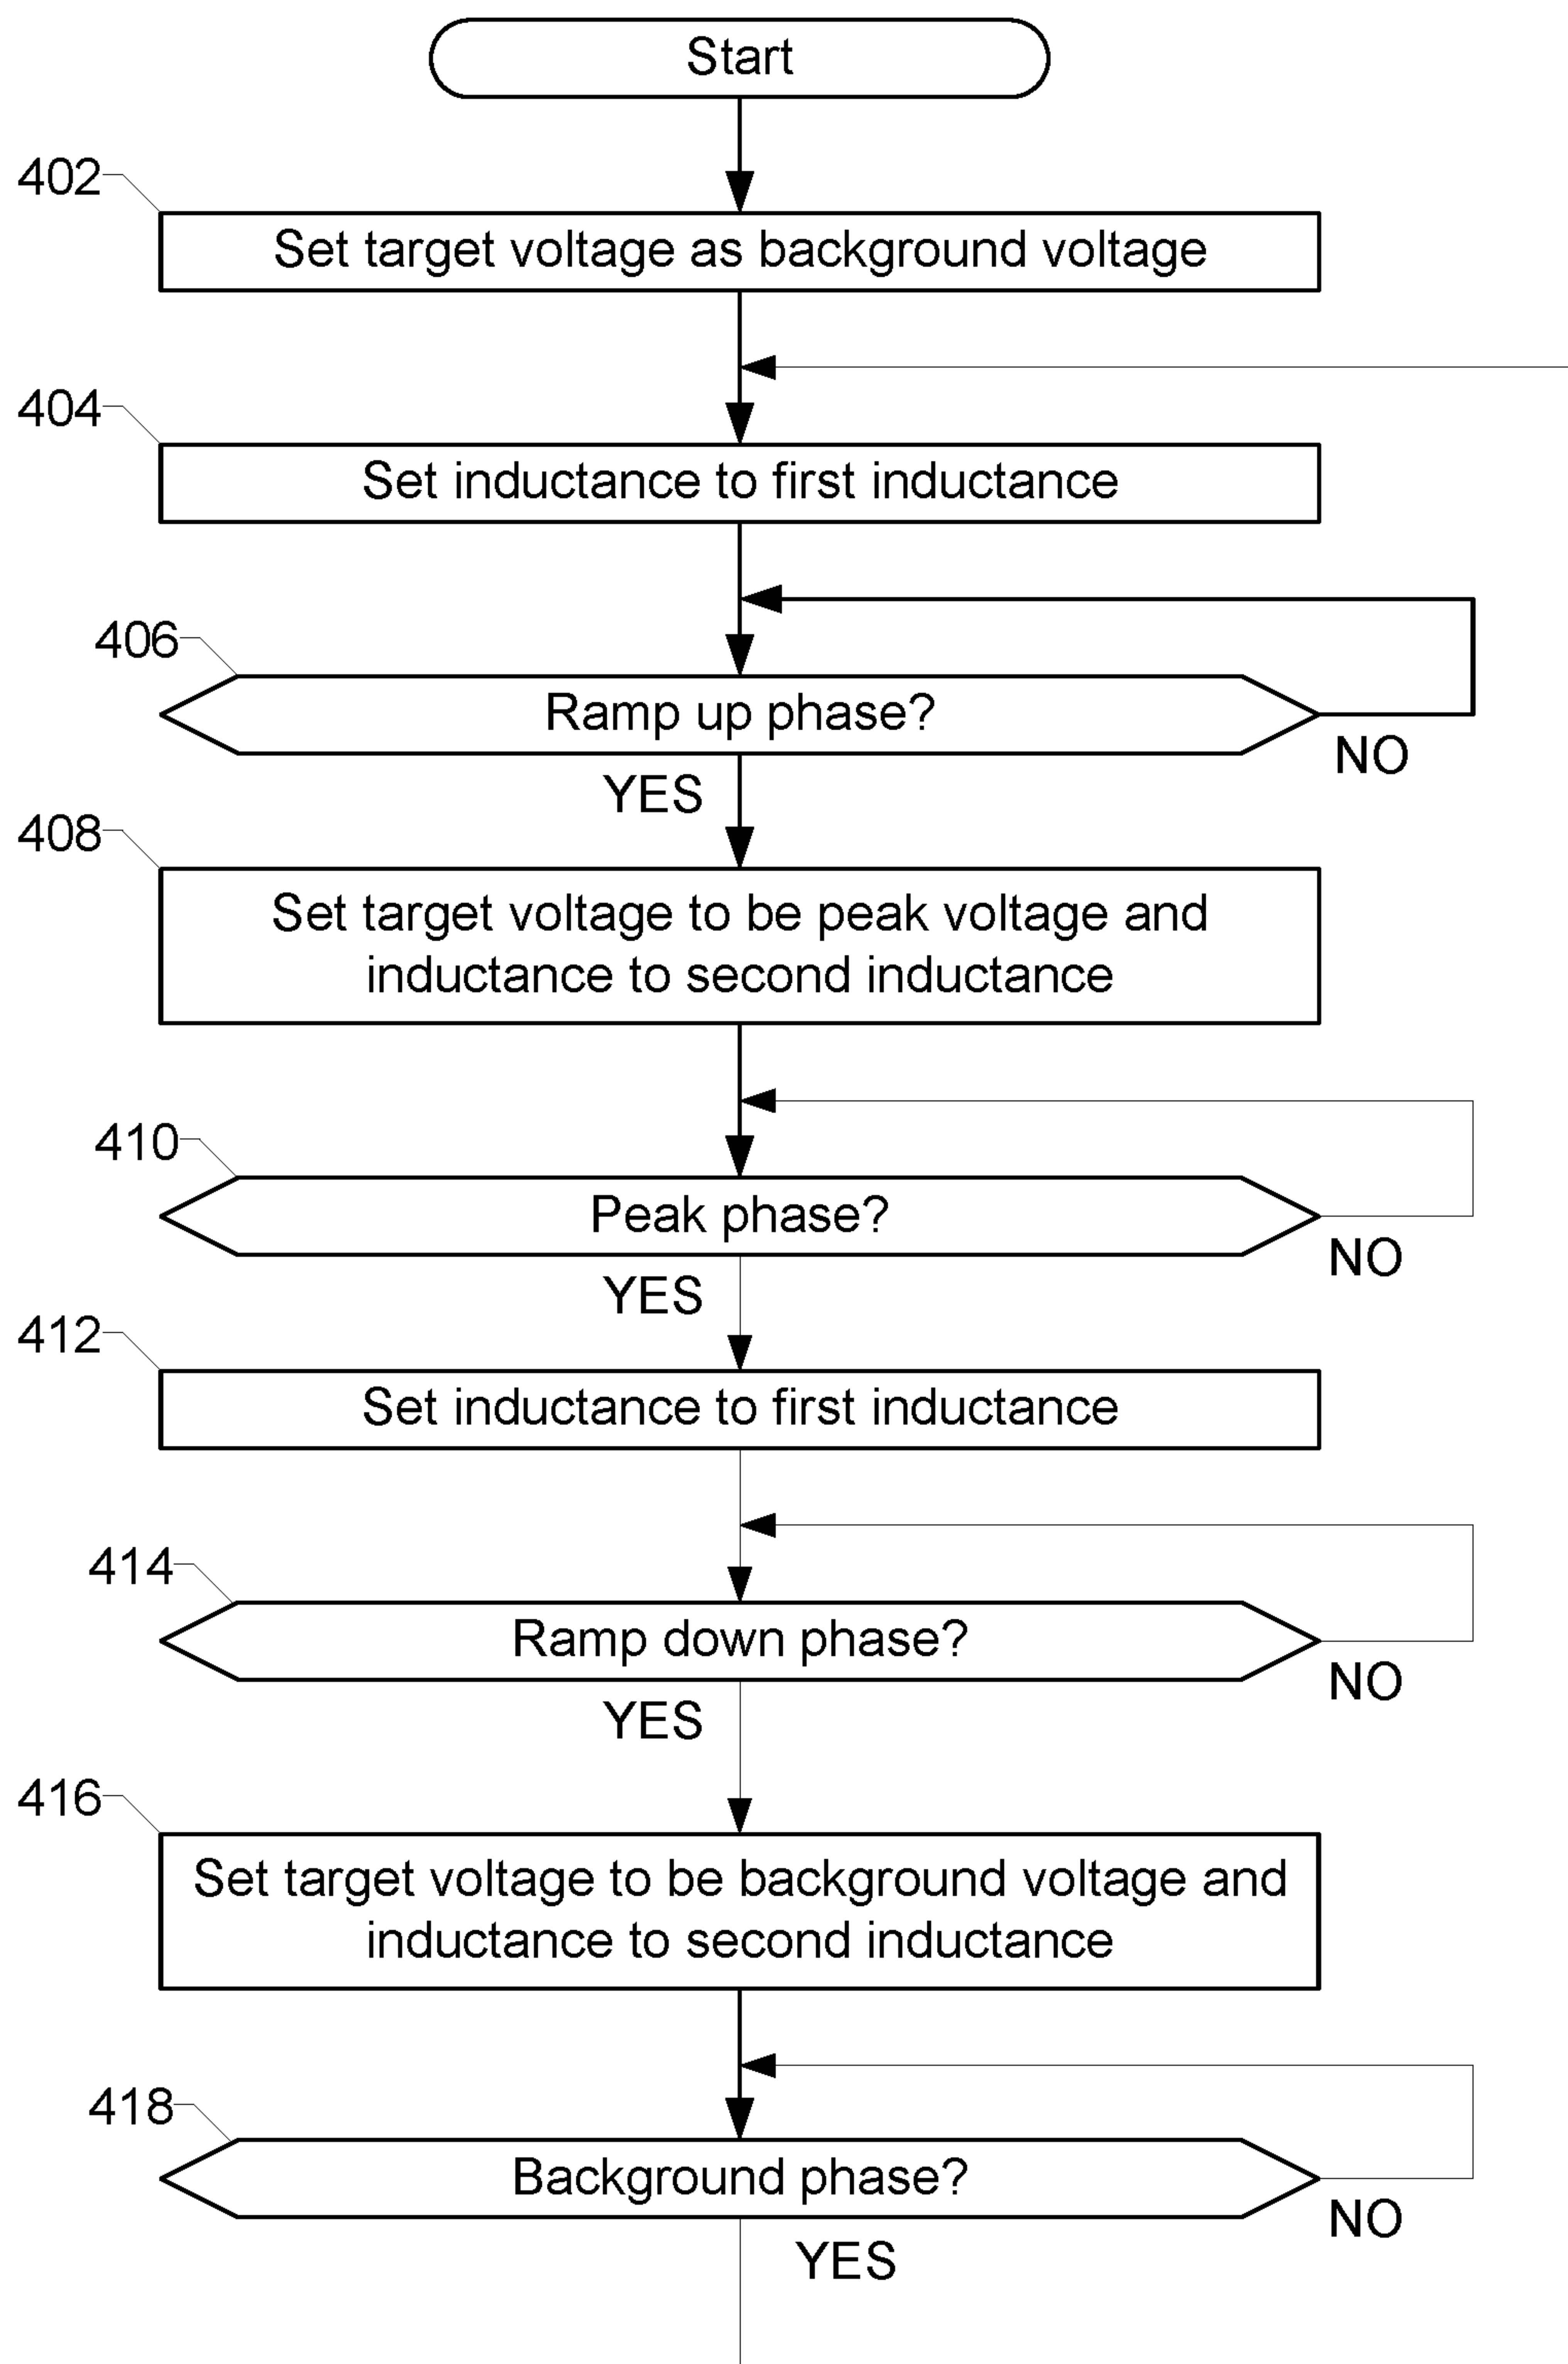 Start
402
Set target voltage as background voltage
404
Set inductance to first inductance
406
Ramp up phase?
NO
YES
408
Set target voltage to be peak voltage and
inductance to second inductance
410
Peak phase?
NO
YES
412
Set inductance to first inductance
414
Ramp down phase?
NO
YES
416
Set target voltage to be background voltage and
inductance to second inductance
418
Background phase?
NO
YES